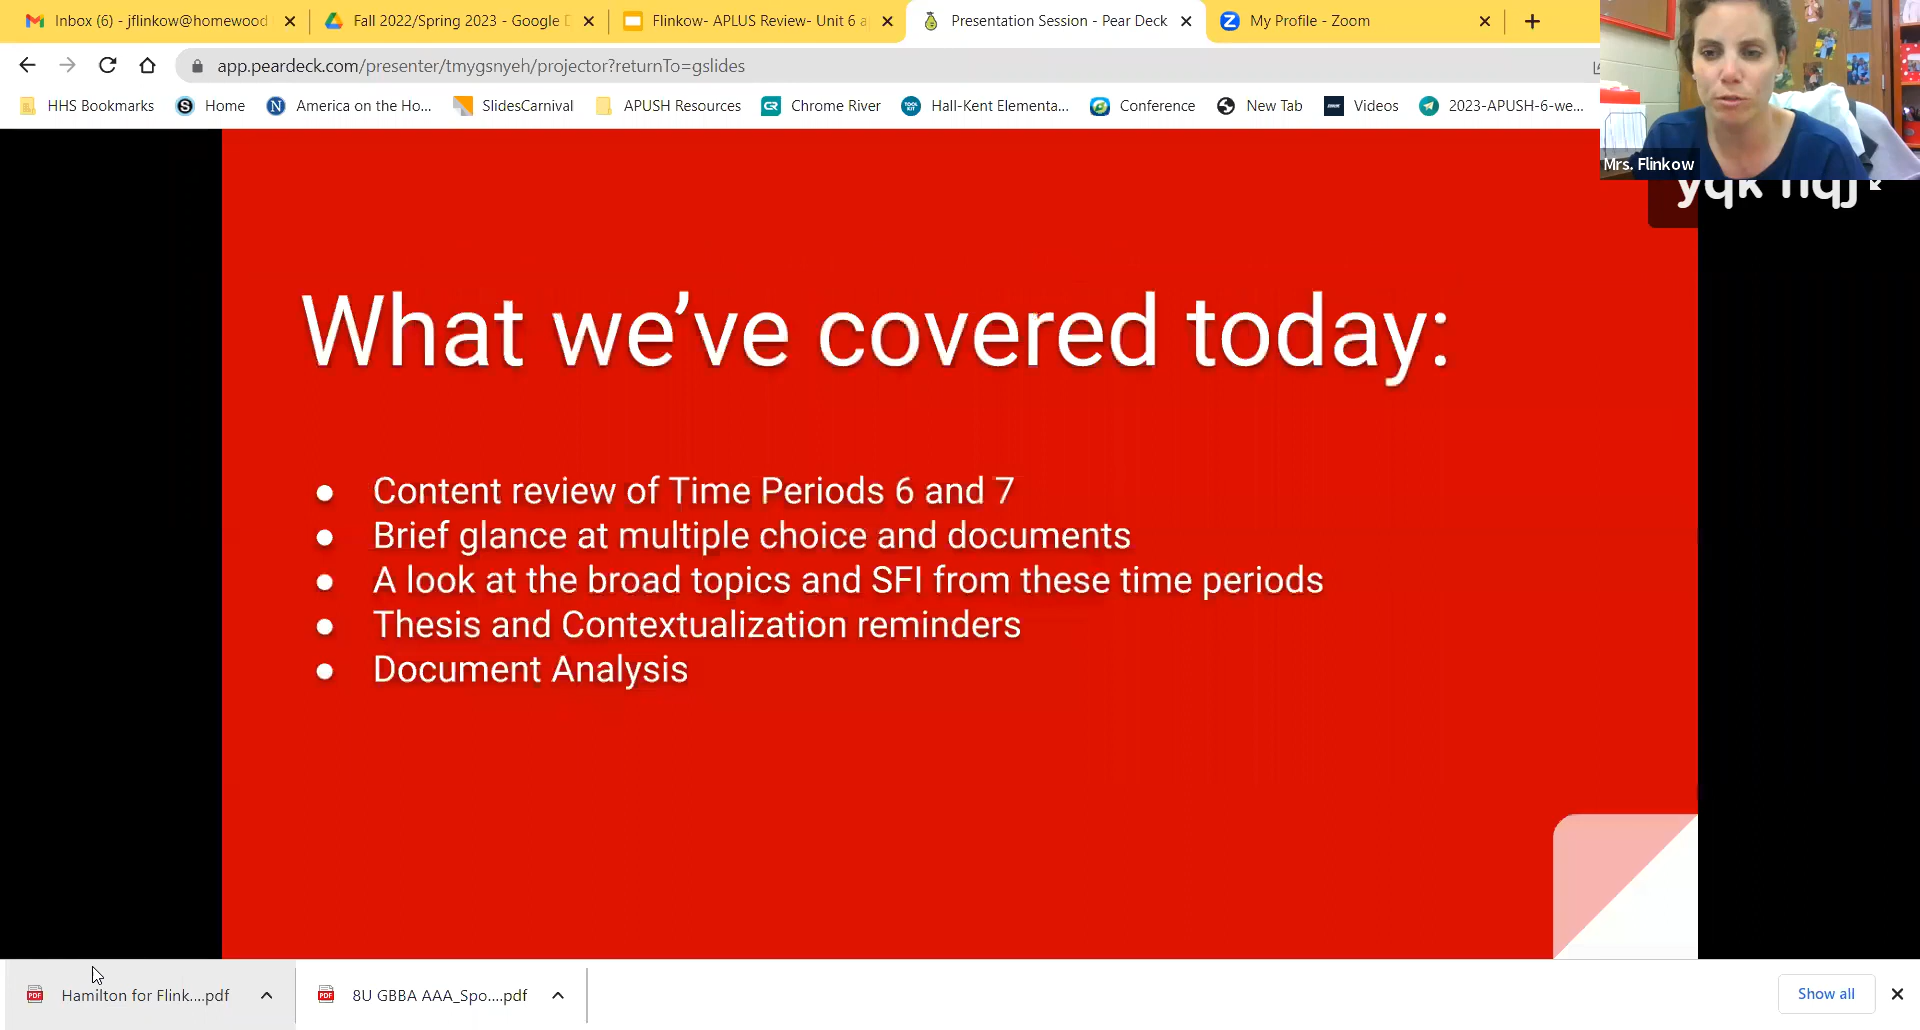 Inbox (6) - jflinkow@homewood
Fall 2022/Spring 2023 - Google D
Flinkow- APLUS Review- Unit 6 a
Presentation Session - Pear Deck
My Profile - Zoom
app.peardeck.com/presenter/tmygsnyeh/projector?returnTo=gslides
HHS Bookmarks
Home
America on the Ho...
SlidesCarnival
APUSH Resources
Chrome River
Hall-Kent Elementa...
Conference
New Tab
Videos
2023-APUSH-6-we...
Mrs. Flinkow
What we've covered today:
● Content review of Time Periods 6 and 7
● Brief glance at multiple choice and documents
● A look at the broad topics and SFI from these time periods
● Thesis and Contextualization reminders
● Document Analysis
Hamilton for Flink....pdf
8U GBBA AAA_Spo....pdf
Show all